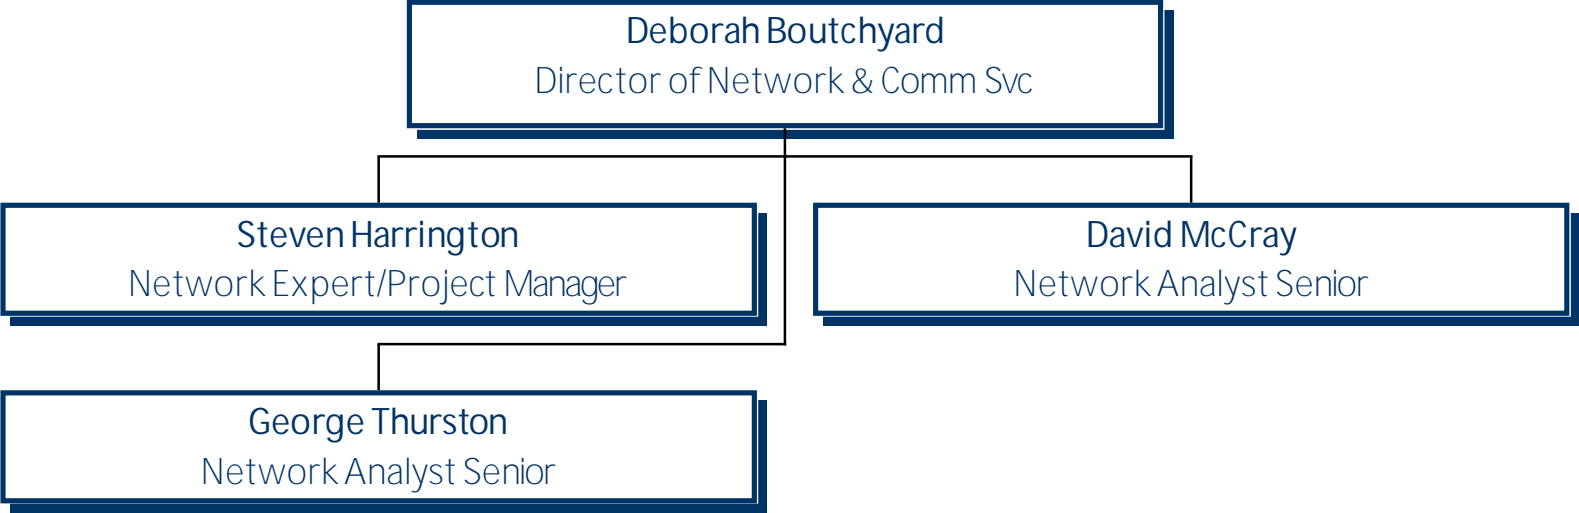 Deborah Boutchyard
Director of Network & Comm Svc
Steven Harrington
Network Expert/Project Manager
David McCray
Network Analyst Senior
George Thurston
Network Analyst Senior